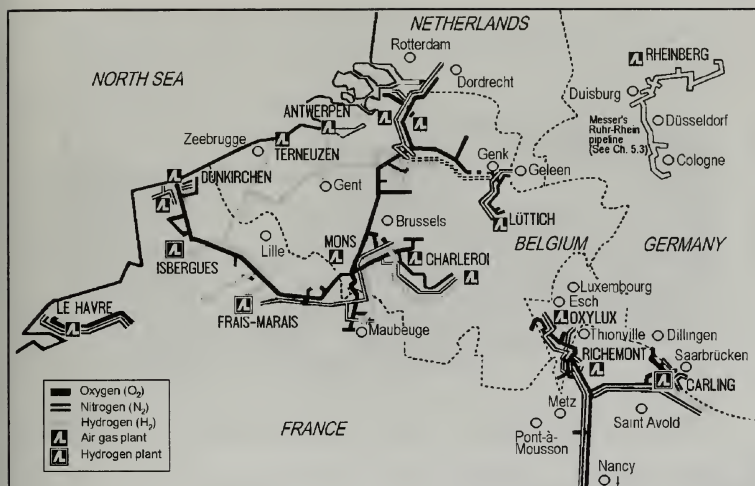 NETHERLANDS
Rotterdam
NORTH SEA
Dordrecht
RHEINBERG
Duisburg
ANTWERPEN
Messer's
Ruhr-Rhein
pipeline
(See Ch. 5.3)
Düsseldorf
Zeebrugge
TERNEUZEN
Cologne
DÜNKIRCHEN
Genk
Geleen
Gent
LÜTTICH
Brussels
Lille
MONS
CHARLEROI
BELGIUM
GERMANY
ISBERGUES
Luxembourg
Esch
LE HAVRE
FRAIS-MARAIS
OXYLUX
Maubeuge
Thionville
Dillingen
RICHEMONT
Saarbrücken
CARLING
Metz
Saint Avold
FRANCE
Pont-à-
Mousson
Nancy
Oxygen (O₂)
Nitrogen (N₂)
Hydrogen (H₂)
Air gas plant
Hydrogen plant